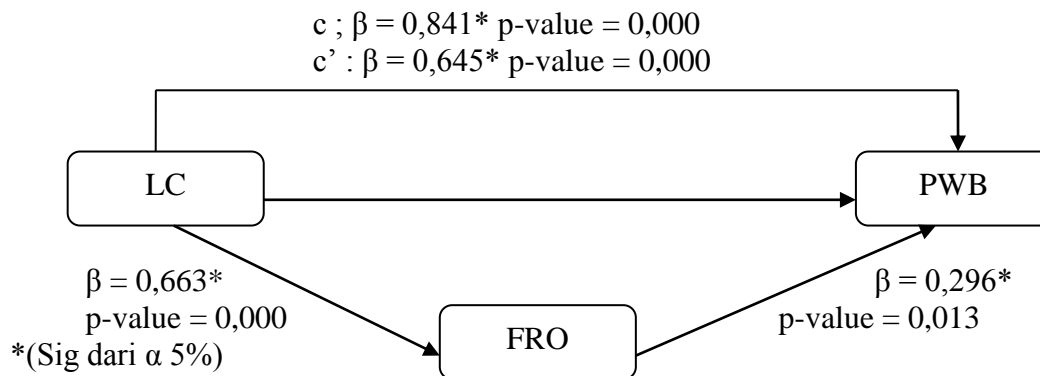 c ; β = 0,841* p-value = 0,000
c’ : β = 0,645* p-value = 0,000
LC
PWB
β = 0,663*
p-value = 0,000
*(Sig dari α 5%)
FRO
β = 0,296*
p-value = 0,013